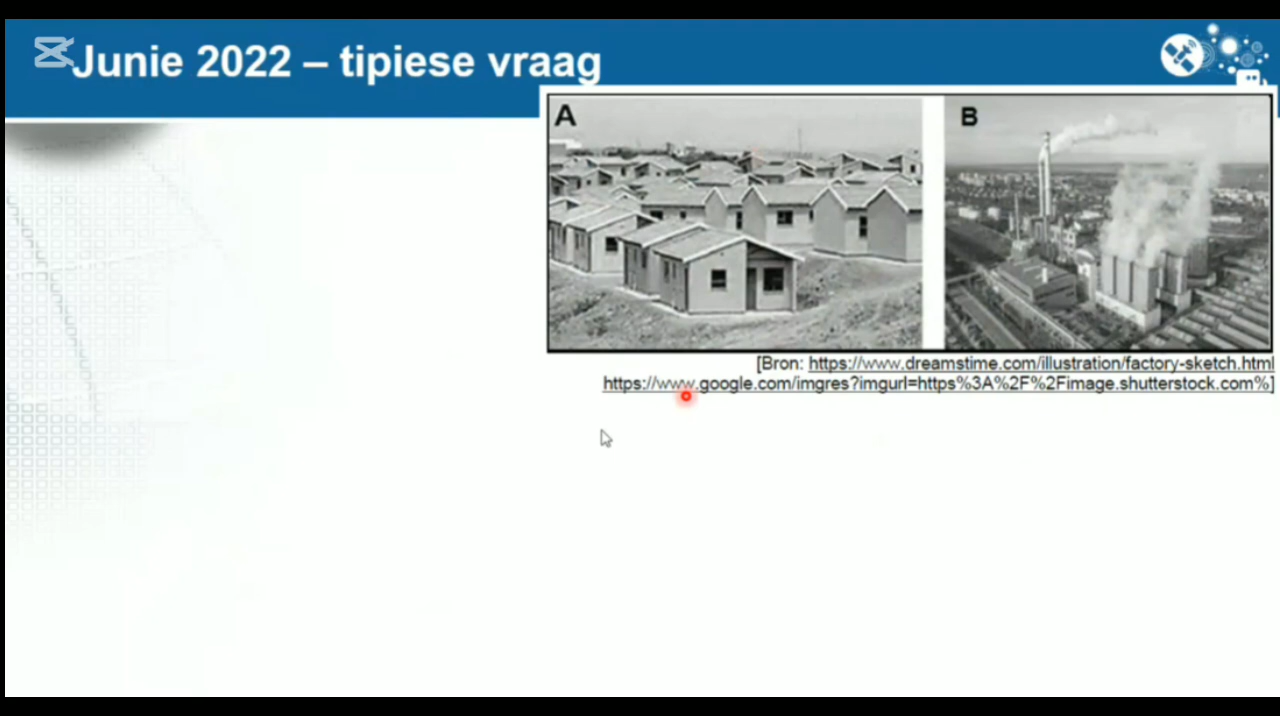 Junie 2022 – tipiese vraag
A
B
[Bron: https://www.dreamstime.com/illustration/factory-sketch.html
https://www.google.com/imgres?imgurl=https%3A%2F%2Fimage.shutterstock.com%]